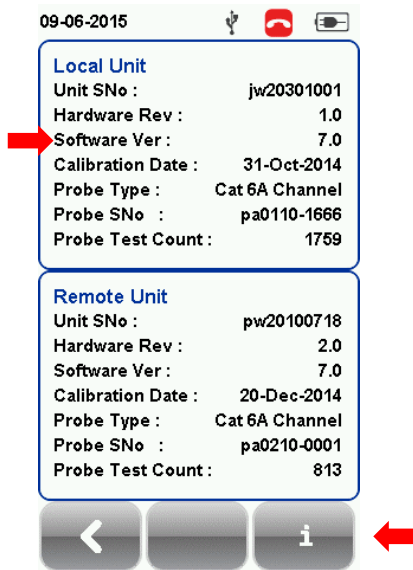 09-06-2015
Local Unit
Unit SNo : jw20301001
Hardware Rev : 1.0
Software Ver : 7.0
Calibration Date : 31-Oct-2014
Probe Type : Cat 6A Channel
Probe SNo : pa0110-1666
Probe Test Count : 1759
Remote Unit
Unit SNo : pw20100718
Hardware Rev : 2.0
Software Ver : 7.0
Calibration Date : 20-Dec-2014
Probe Type : Cat 6A Channel
Probe SNo : pa0210-0001
Probe Test Count : 813
i